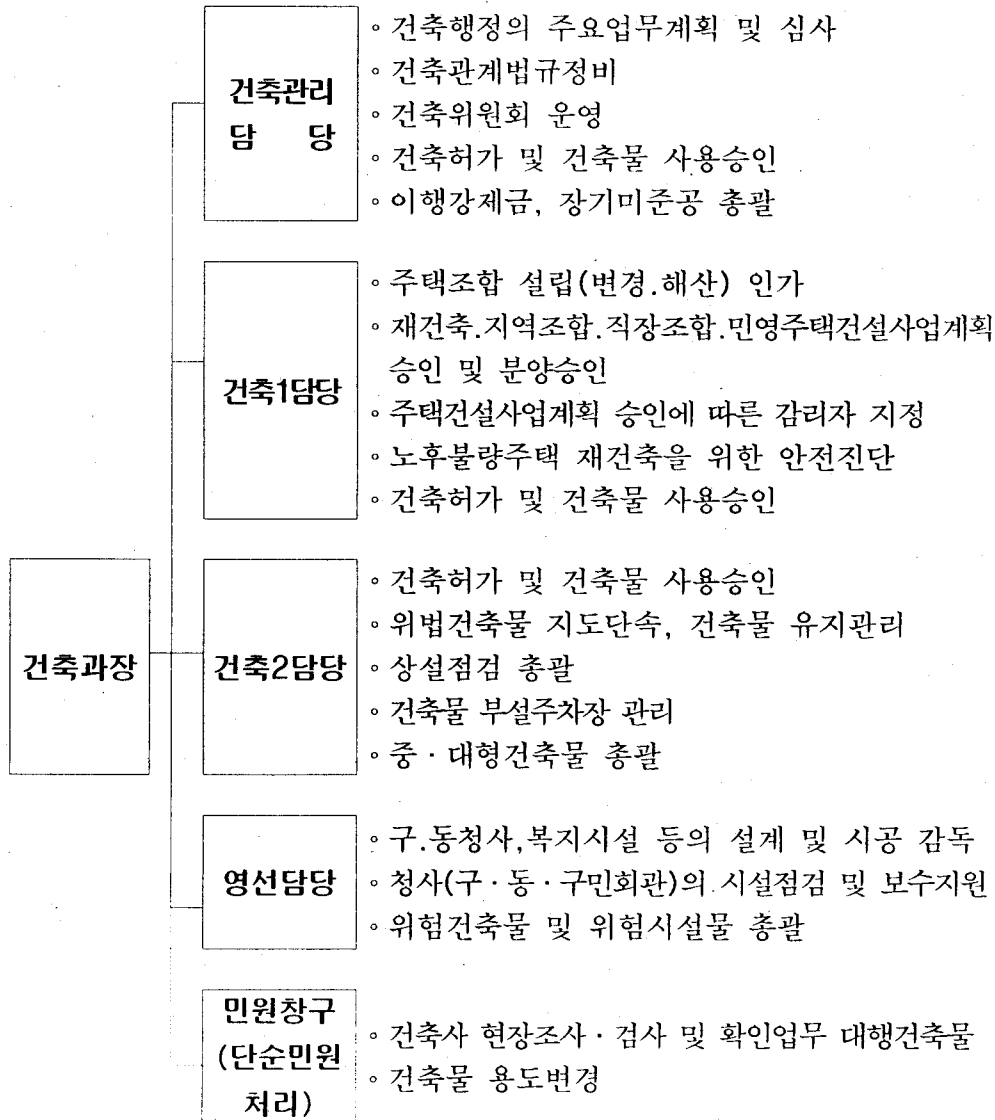 건축과장
건축관리
담 당
◦ 건축행정의 주요업무계획 및 심사
◦ 건축관계법규정비
◦ 건축위원회 운영
◦ 건축허가 및 건축물 사용승인
◦ 이행강제금, 장기미준공 총괄
건축1담당
◦ 주택조합 설립(변경.해산) 인가
◦ 재건축.지역조합.직장조합.민영주택건설사업계획
승인 및 분양승인
◦ 주택건설사업계획 승인에 따른 감리자 지정
◦ 노후불량주택 재건축을 위한 안전진단
◦ 건축허가 및 건축물 사용승인
건축2담당
◦ 건축허가 및 건축물 사용승인
◦ 위법건축물 지도단속, 건축물 유지관리
◦ 상설점검 총괄
◦ 건축물 부설주차장 관리
◦ 중·대형건축물 총괄
영선담당
◦ 구.동청사,복지시설 등의 설계 및 시공 감독
◦ 청사(구·동·구민회관)의 시설점검 및 보수지원
◦ 위험건축물 및 위험시설물 총괄
민원창구
(단순민원
처리)
◦ 건축사 현장조사·검사 및 확인업무 대행건축물
◦ 건축물 용도변경